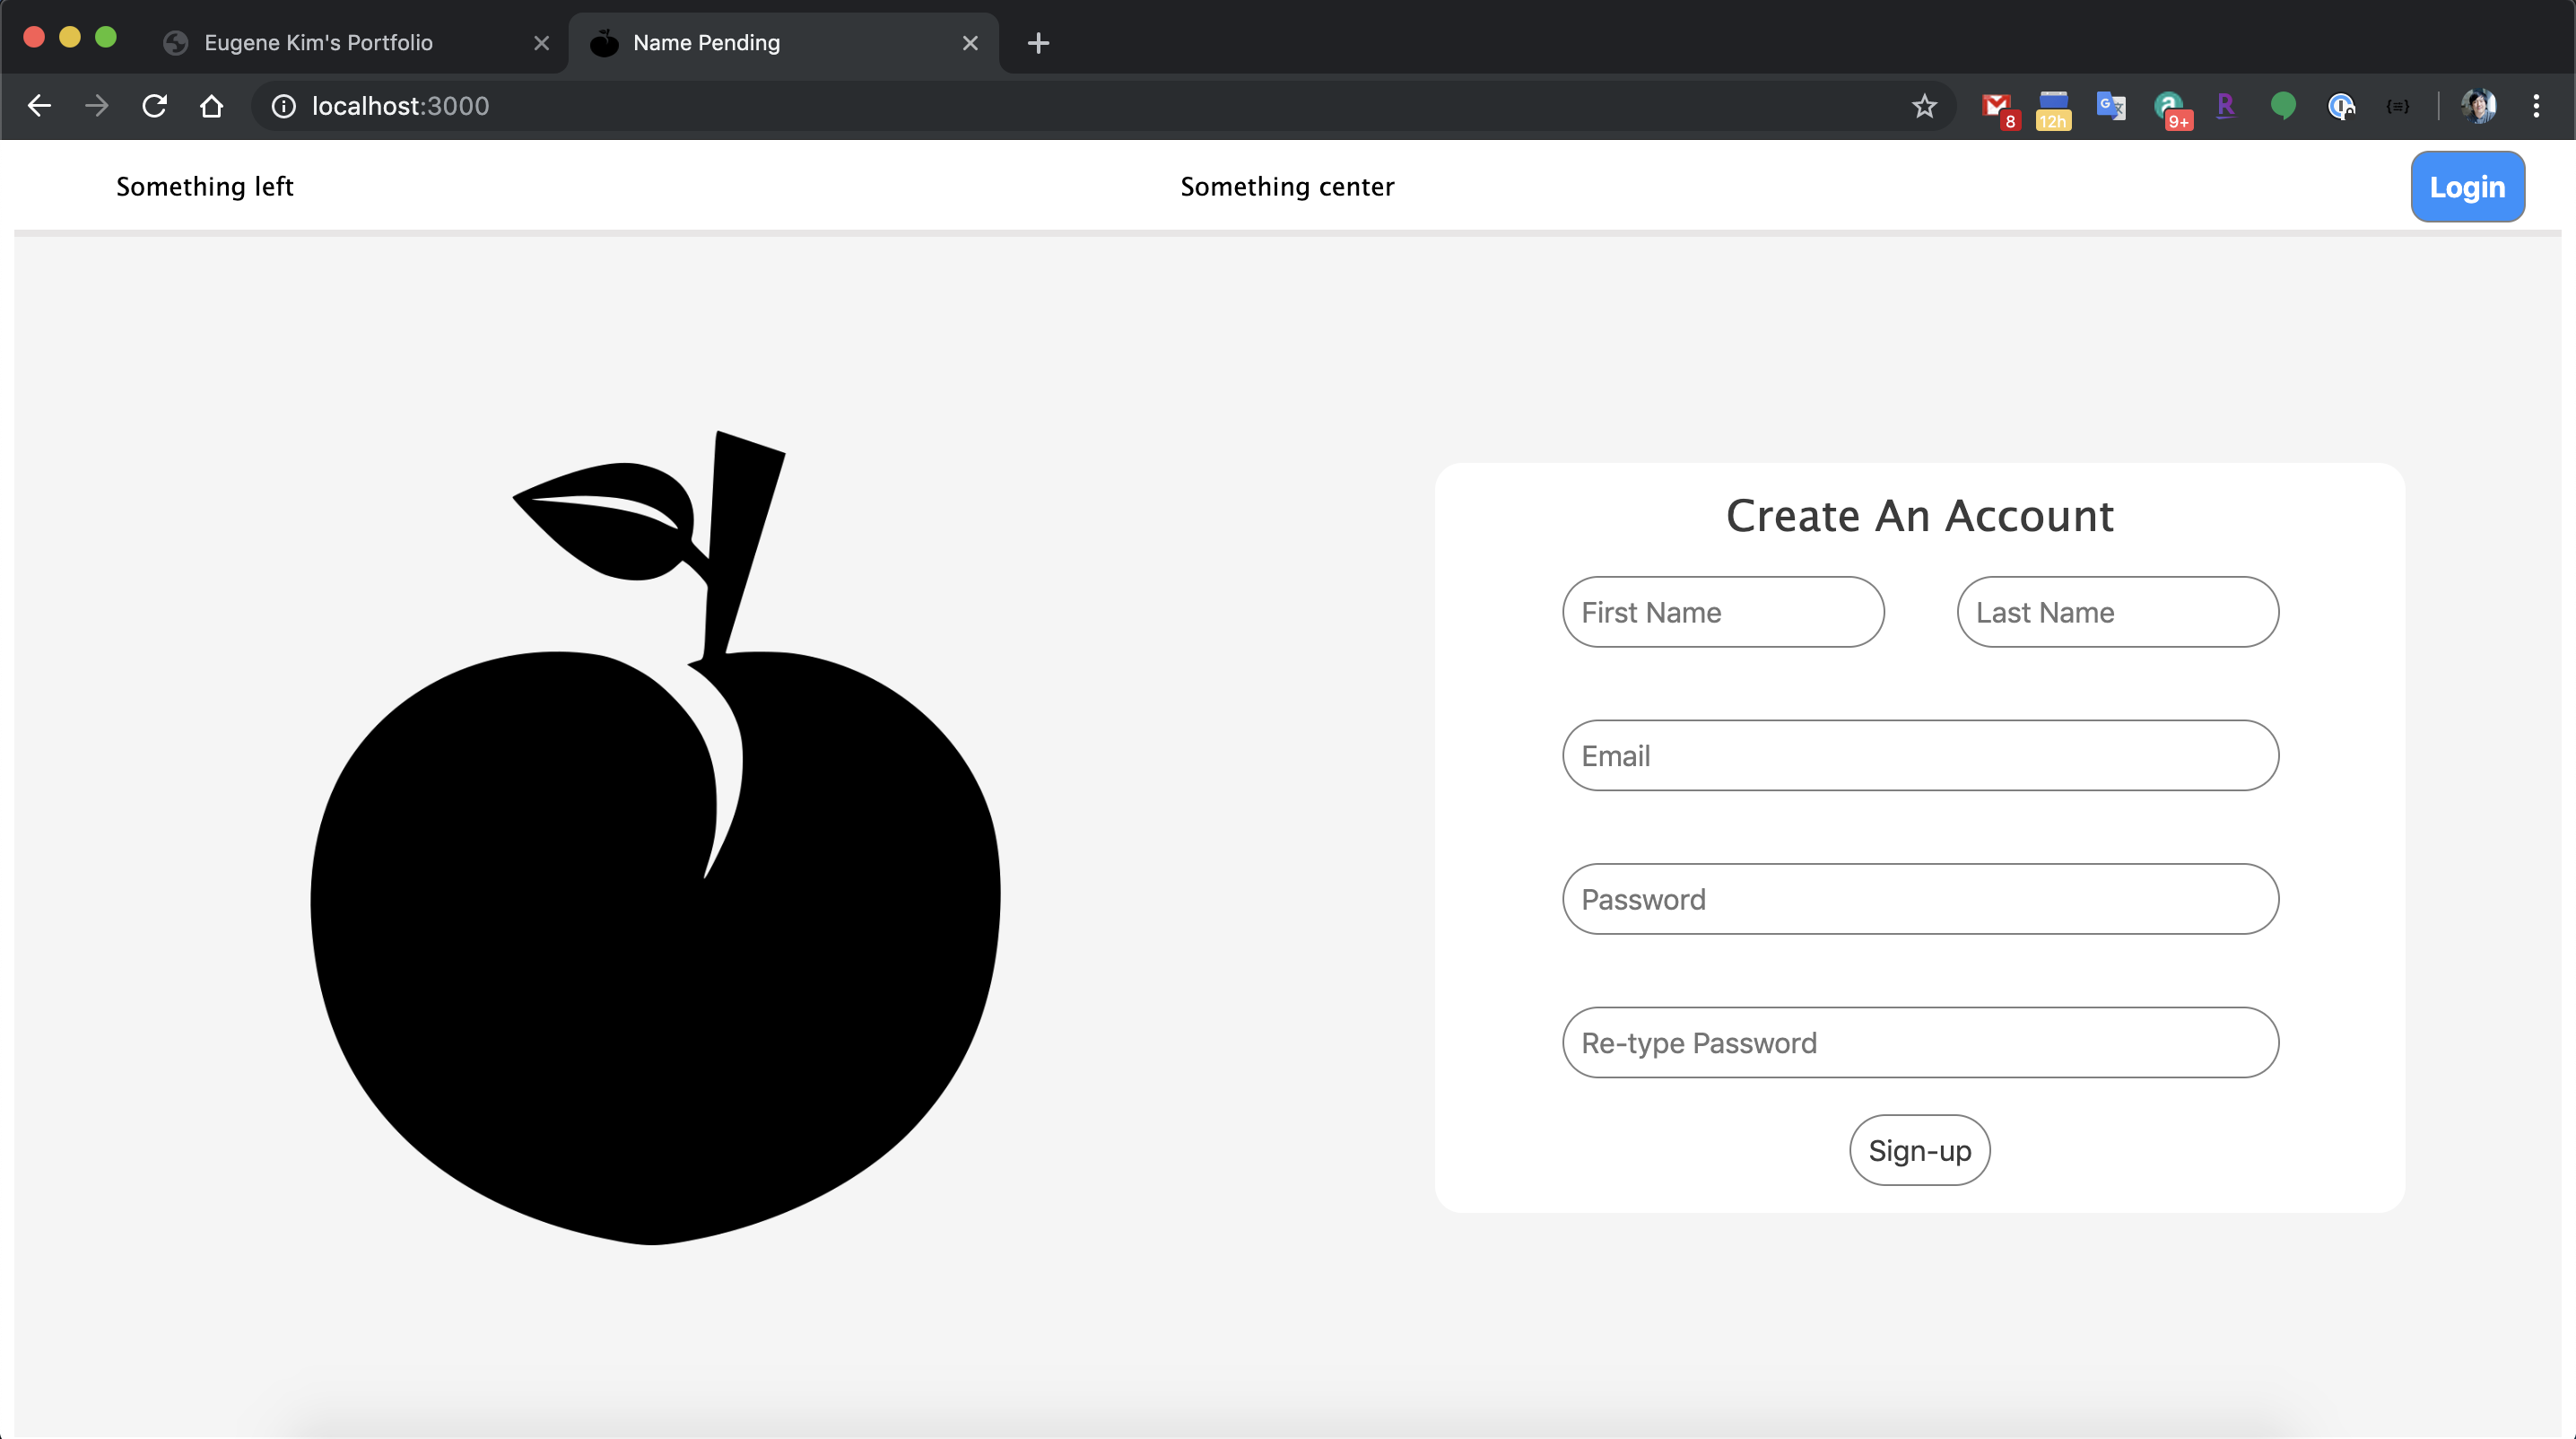 Eugene Kim's Portfolio
Name Pending
localhost:3000
8
12h
G
a
9+
R
{≡}
Something left
Something center
Login
Create An Account
First Name
Last Name
Email
Password
Re-type Password
Sign-up